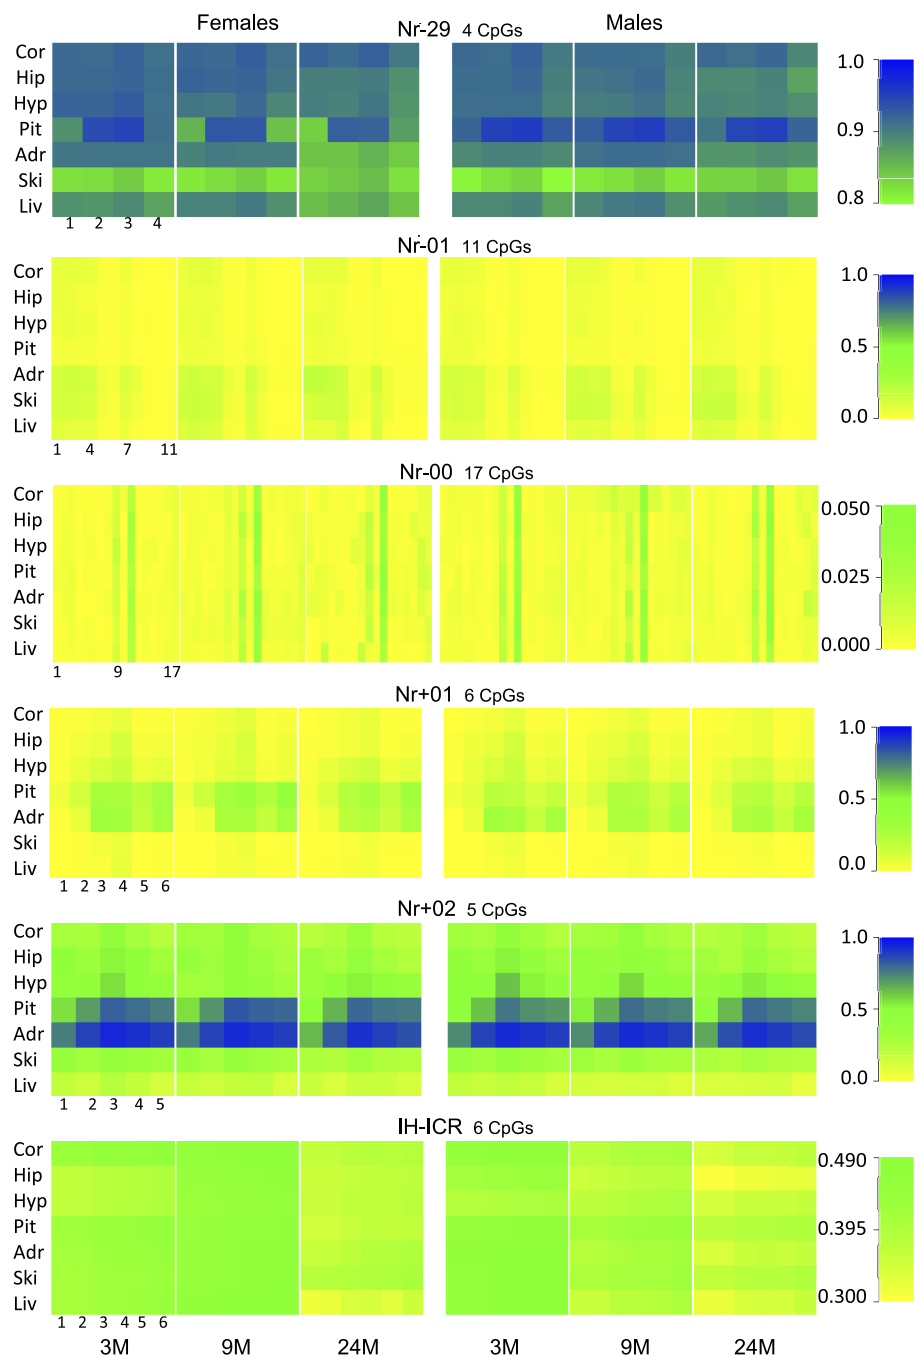 Females Males
Nr-29 4 CpGs
Cor 1.0
Hip
Hyp
Pit 0.9
Adr
Ski
Liv 0.8
1 2 3 4
Nr-01 11 CpGs
Cor 1.0
Hip
Hyp
Pit 0.5
Adr
Ski
Liv 0.0
1 4 7 11
Nr-00 17 CpGs
Cor 0.050
Hip
Hyp
Pit 0.025
Adr
Ski
Liv 0.000
1 9 17
Nr+01 6 CpGs
Cor 1.0
Hip
Hyp
Pit 0.5
Adr
Ski
Liv 0.0
1 2 3 4 5 6
Nr+02 5 CpGs
Cor 1.0
Hip
Hyp
Pit 0.5
Adr
Ski
Liv 0.0
1 2 3 4 5
IH-ICR 6 CpGs
Cor 0.490
Hip
Hyp
Pit 0.395
Adr
Ski
Liv 0.300
1 2 3 4 5 6
3M 9M 24M 3M 9M 24M